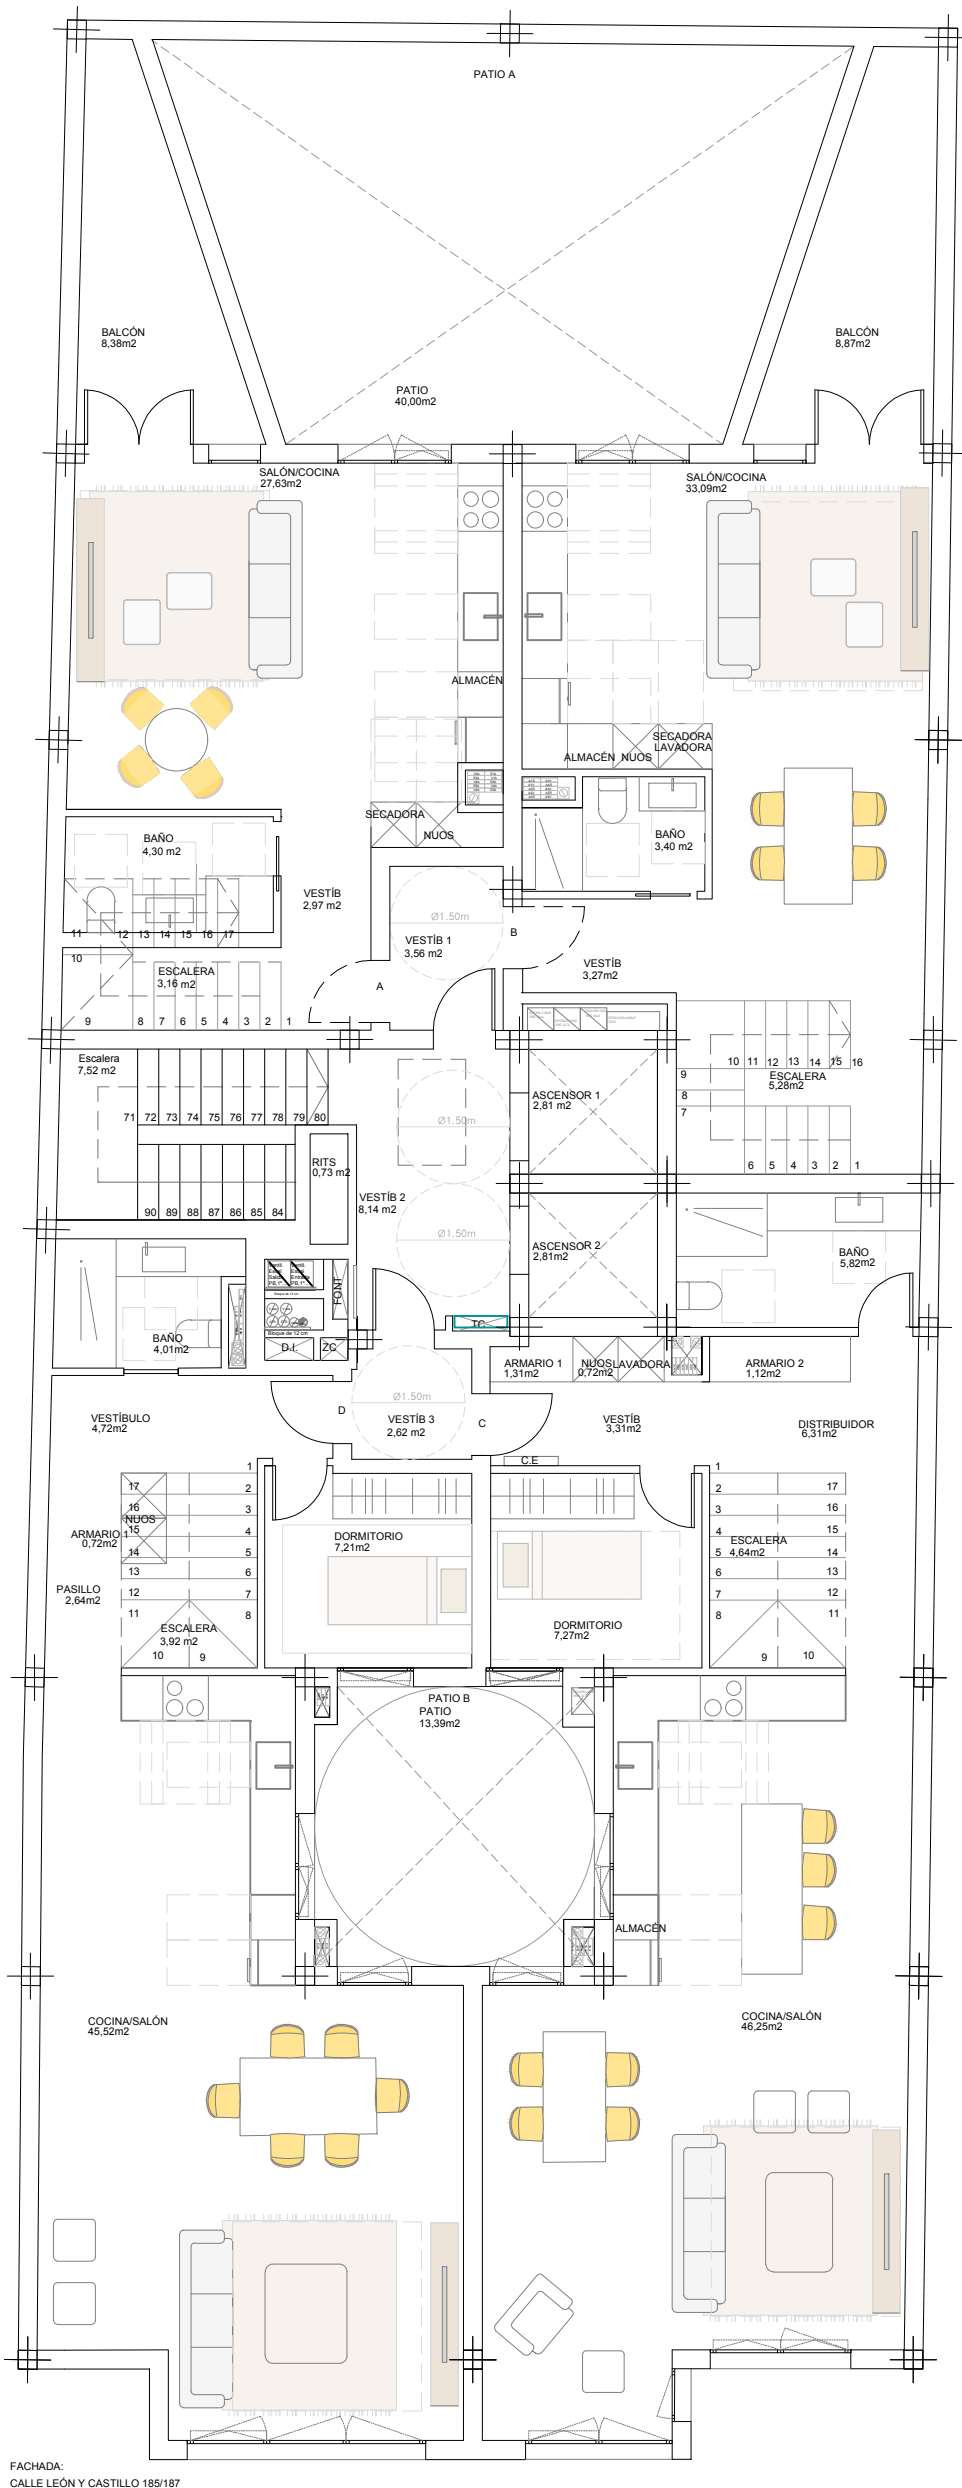 PATIO A
BALCÓN
8,38m2
BALCÓN
8,87m2
PATIO
40,00m2
SALÓN/COCINA
27,63m2
SALÓN/COCINA
33,09m2
ALMACÉN
SECADORA
LAVADORA
ALMACÉN NUOS
SECADORA
NUOS
BAÑO
4,30 m2
BAÑO
3,40 m2
VESTÍB
2,97 m2
Ø1.50m
VESTÍB 1
3,56 m2
B
A
11 12 13 14 15 16 17
10
ESCALERA
3,16 m2
9 8 7 6 5 4 3 2 1
VESTÍB
3,27m2
Escalera
7,52 m2
71 72 73 74 75 76 77 78 79 80
90 89 88 87 86 85 84
RITS
0,73 m2
Ø1.50m
VESTÍB 2
8,14 m2
Ø1.50m
ASCENSOR 1
2,81 m2
ASCENSOR 2
2,81m2
10 11 12 13 14 15 16
9
8
7
ESCALERA
5,28m2
6 5 4 3 2 1
BAÑO
5,82m2
BAÑO
4,01m2
FONT
Bloque de 12 cm
D.I.
ZC
TC
ARMARIO 1
1,31m2
NUOS
0,72m2
LAVADORA
ARMARIO 2
1,12m2
VESTÍBULO
4,72m2
D
Ø1.50m
VESTÍB 3
2,62 m2
C
VESTÍB
3,31m2
DISTRIBUIDOR
6,31m2
C.E
1
2
3
4
5
6
7
8
17
16
15
14
13
12
11
10 9
NUOS
ARMARIO 1
0,72m2
PASILLO
2,64m2
ESCALERA
3,92 m2
DORMITORIO
7,21m2
DORMITORIO
7,27m2
1
2
3
4
5
6
7
8
17
16
15
14
13
12
11
9 10
ESCALERA
4,64m2
PATIO B
PATIO
13,39m2
ALMACÉN
COCINA/SALÓN
45,52m2
COCINA/SALÓN
46,25m2
FACHADA:
CALLE LEÓN Y CASTILLO 185/187